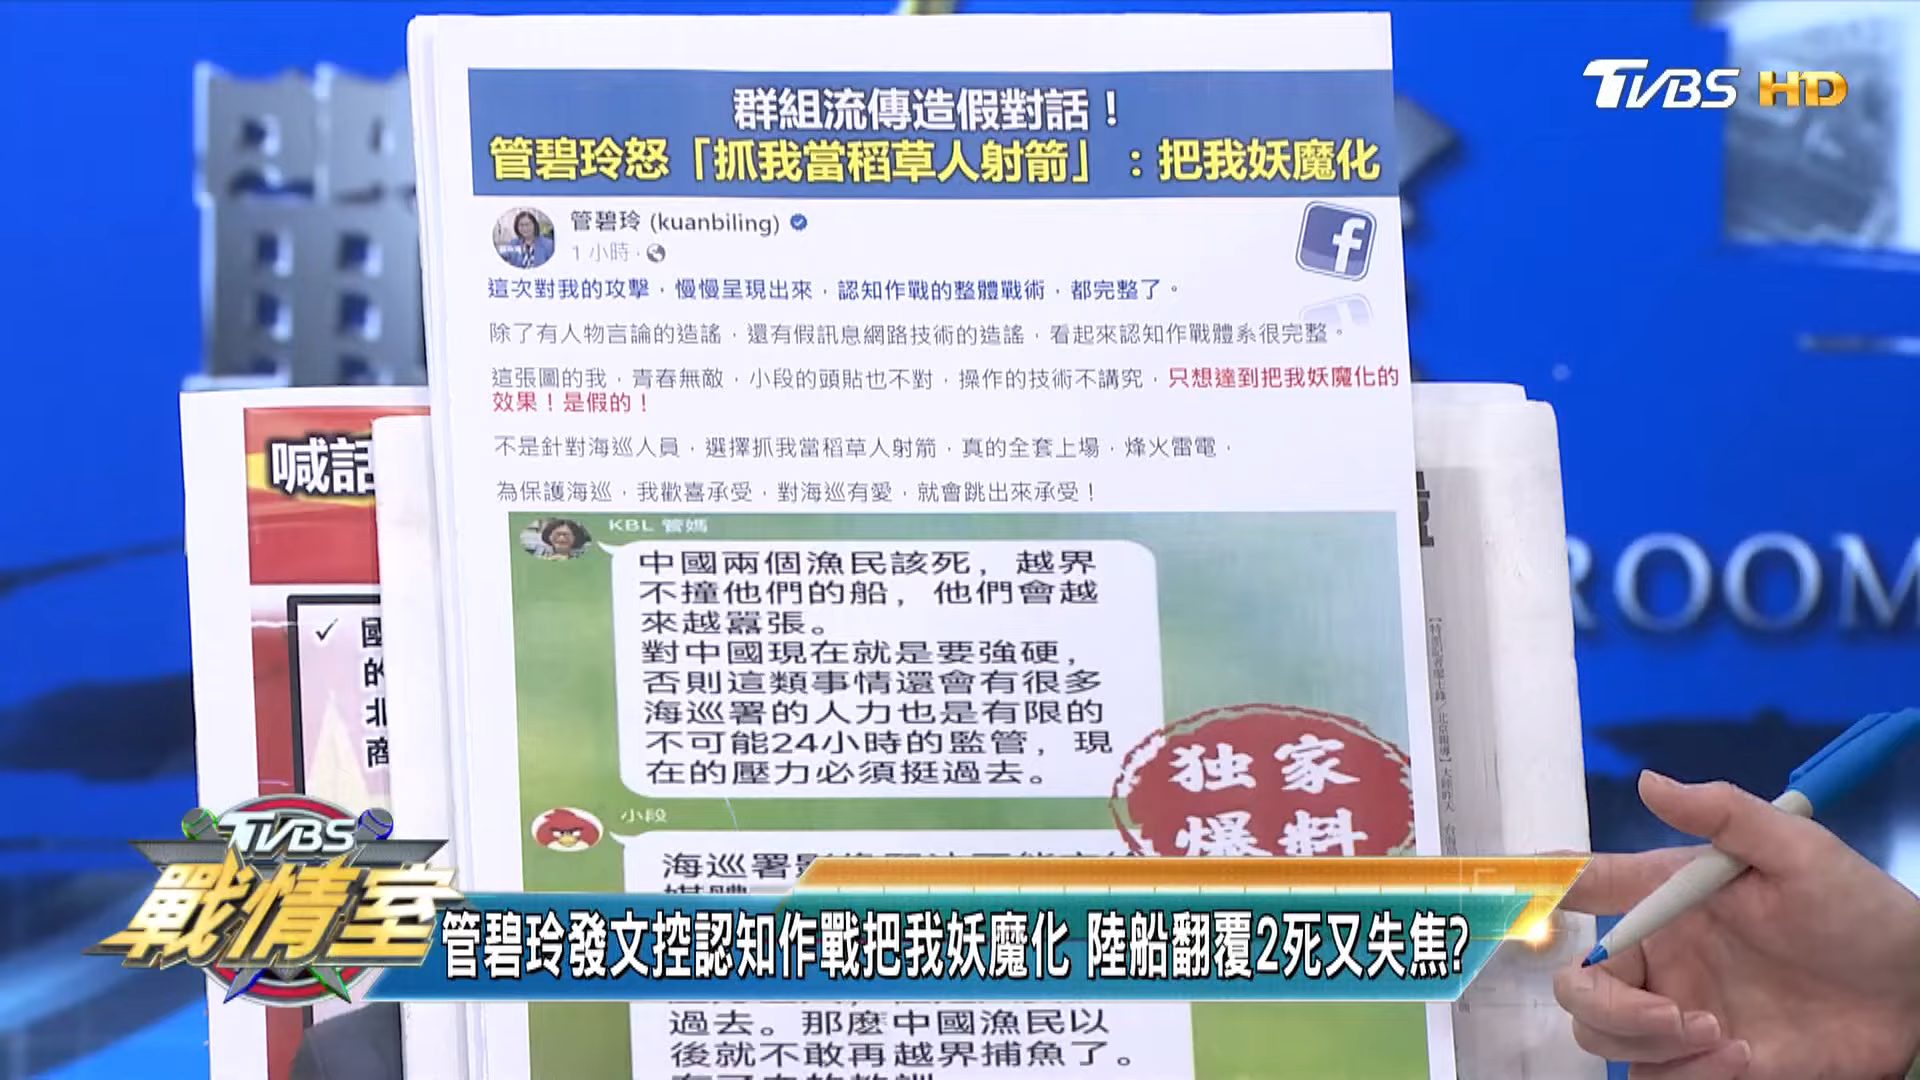 TVBS HD
群組流傳造假對話！
管碧玲怒「抓我當稻草人射箭」：把我妖魔化
管碧玲 (kuanbiling)
1 小時
這次對我的攻擊，慢慢呈現出來，認知作戰的整體戰術，都完整了。
除了有人物言論的造謠，還有假訊息網路技術的造謠，看起來認知作戰體系很完整。
這張圖的我，青春無敵，小段的頭貼也不對，操作的技術不講究，只想達到把我妖魔化的
效果！是假的！
不是針對海巡人員，選擇抓我當稻草人射箭，真的全套上場，烽火雷電，
為保護海巡，我歡喜承受，對海巡有愛，就會跳出來承受！
KBL 管媽
中國兩個漁民該死，越界
不撞他們的船，他們會越
來越囂張。
對中國現在就是要強硬，
否則這類事情還會有很多
海巡署的人力也是有限的
不可能24小時的監管，現
在的壓力必須挺過去。
独家
爆料
小段
海巡署
過去。那麼中國漁民以
後就不敢再越界捕魚了。
喊話
✓ 國
的
北
商
ROOM
TVBS
戰情室
管碧玲發文控認知作戰把我妖魔化 陸船翻覆2死又失焦?